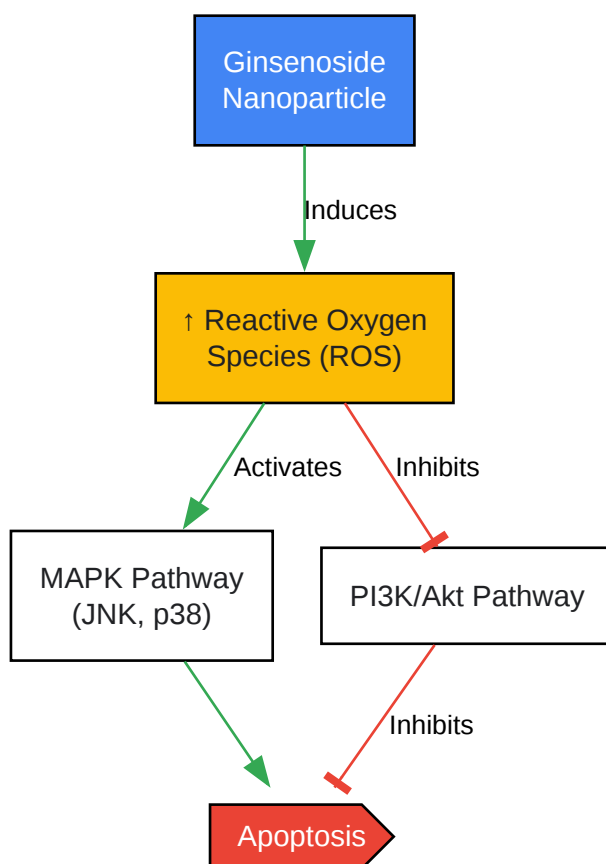 Ginsenoside
Nanoparticle
Induces
↑ Reactive Oxygen
Species (ROS)
Activates
Inhibits
MAPK Pathway
(JNK, p38)
PI3K/Akt Pathway
Inhibits
Apoptosis